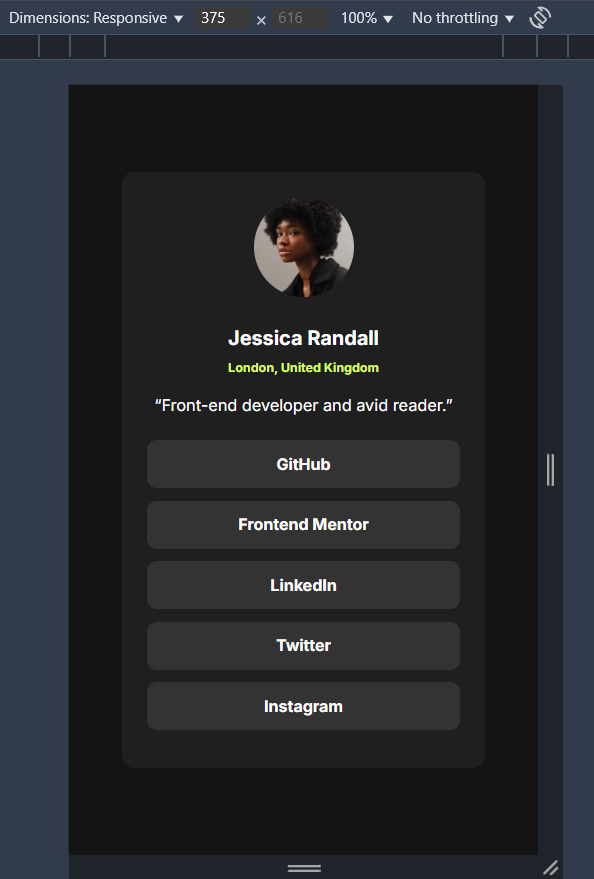 Dimensions: Responsive ▼ 375 × 616 100% ▼ No throttling ▼
Jessica Randall
London, United Kingdom
“Front-end developer and avid reader.”
GitHub
Frontend Mentor
LinkedIn
Twitter
Instagram